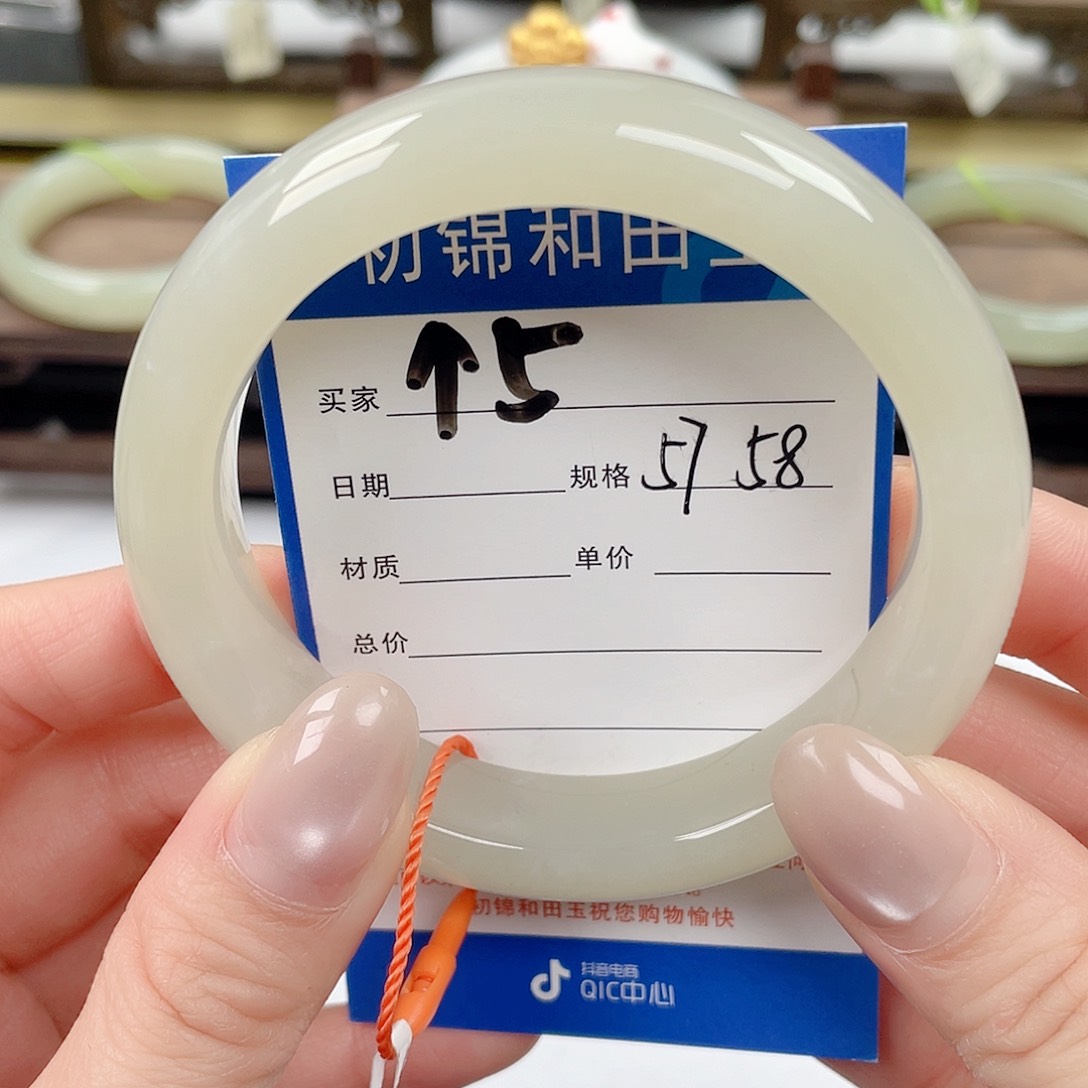 初锦和田玉
买家 ↑5
日期 规格 57 58
材质 单价
总价
初锦和田玉祝您购物愉快
抖音电商
QIC中心